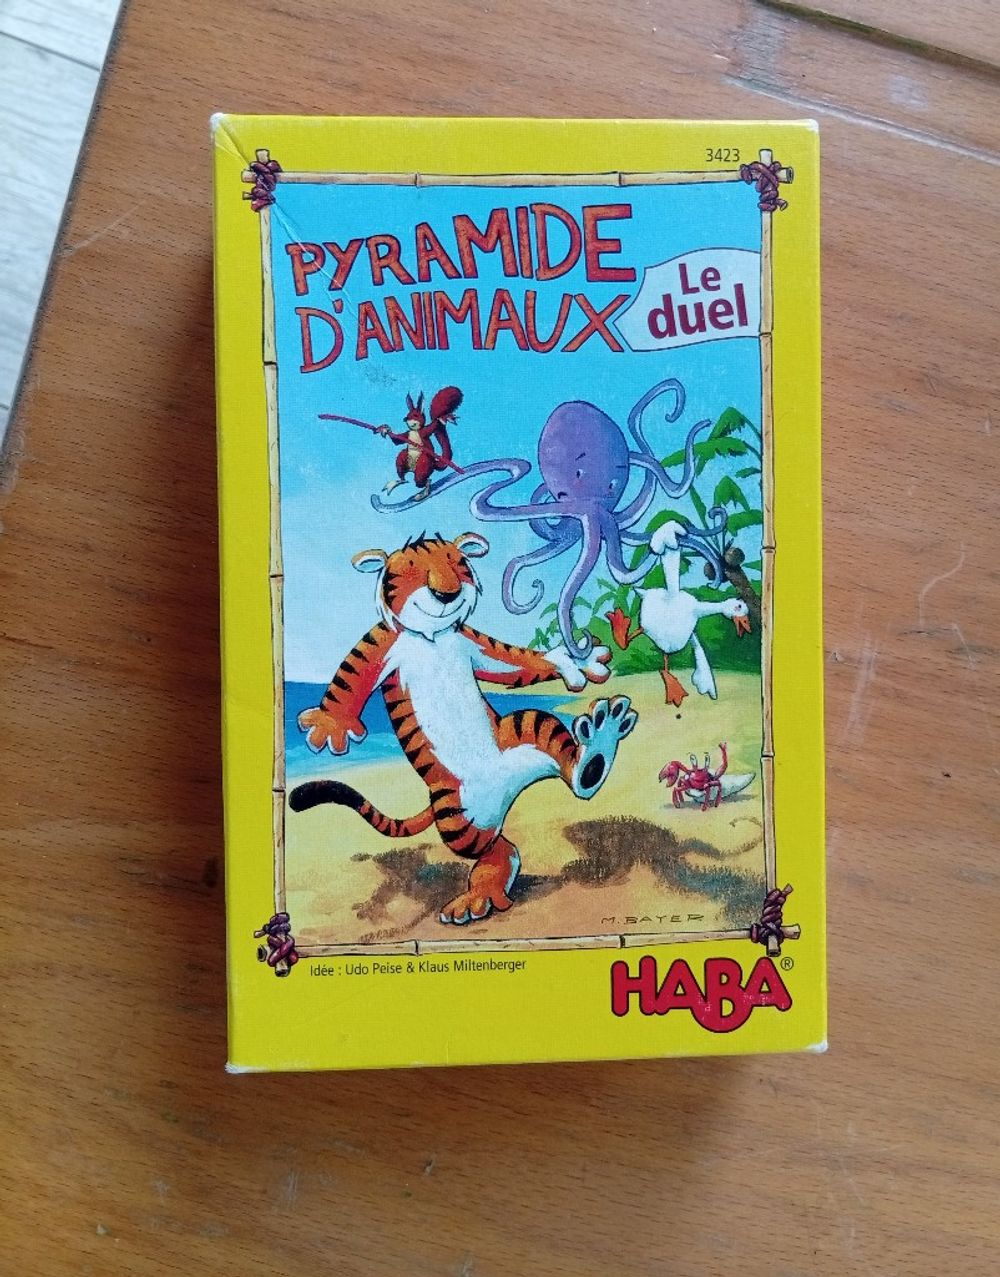 3423
PYRAMIDE
D'ANIMAUX
Le
duel
M. BAYER
Idée : Udo Peise & Klaus Miltenberger
HABA®